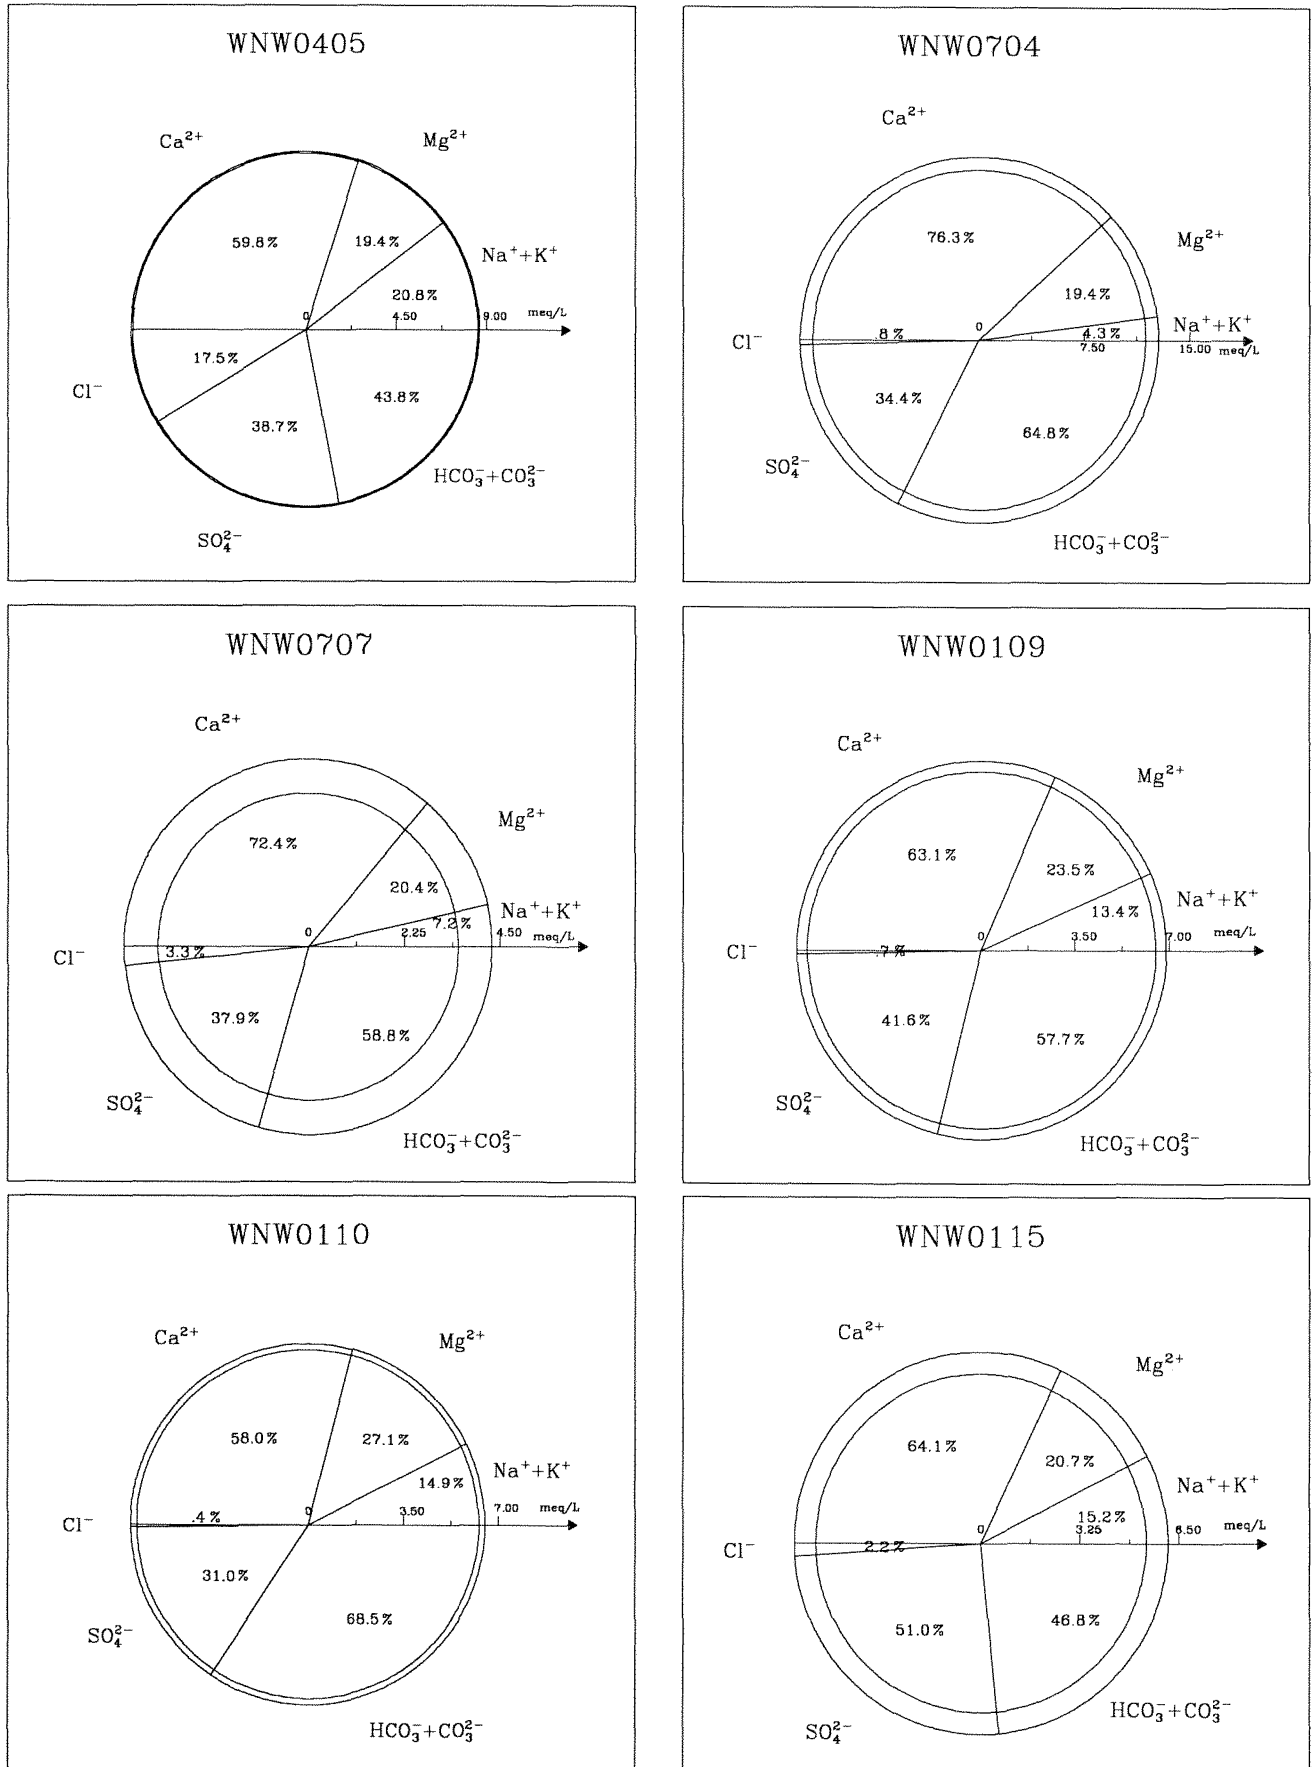 WNW0405
Ca²⁺
Mg²⁺
59.8%
19.4%
Na⁺+K⁺
20.8%
0
4.50
9.00
meq/L
17.5%
Cl⁻
38.7%
43.8%
HCO₃⁻+CO₃²⁻
SO₄²⁻
WNW0704
Ca²⁺
76.3%
Mg²⁺
19.4%
Na⁺+K⁺
4.3%
0
7.50
15.00 meq/L
Cl⁻
.8%
34.4%
64.8%
SO₄²⁻
HCO₃⁻+CO₃²⁻
WNW0707
Ca²⁺
72.4%
Mg²⁺
20.4%
Na⁺+K⁺
7.2%
0
2.25
4.50
meq/L
Cl⁻
3.3%
37.9%
58.8%
SO₄²⁻
HCO₃⁻+CO₃²⁻
WNW0109
Ca²⁺
Mg²⁺
63.1%
23.5%
Na⁺+K⁺
13.4%
0
3.50
7.00
meq/L
Cl⁻
.7%
41.6%
57.7%
SO₄²⁻
HCO₃⁻+CO₃²⁻
WNW0110
Ca²⁺
Mg²⁺
58.0%
27.1%
Na⁺+K⁺
14.9%
0
3.50
7.00
meq/L
Cl⁻
.4%
31.0%
68.5%
SO₄²⁻
HCO₃⁻+CO₃²⁻
WNW0115
Ca²⁺
Mg²⁺
64.1%
20.7%
Na⁺+K⁺
15.2%
0
3.25
6.50
meq/L
Cl⁻
2.2%
51.0%
46.8%
HCO₃⁻+CO₃²⁻
SO₄²⁻